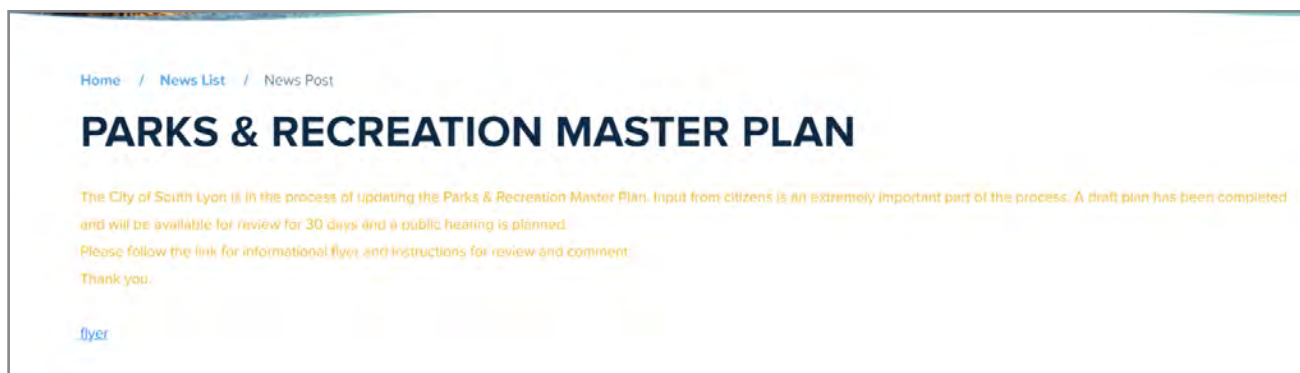 Home / News List / News Post
PARKS & RECREATION MASTER PLAN
The City of South Lyon is in the process of updating the Parks & Recreation Master Plan. Input from citizens is an extremely important part of the process. A draft plan has been completed
and will be available for review for 30 days and a public hearing is planned.
Please follow the link for informational flyer and instructions for review and comment.
Thank you.
flyer